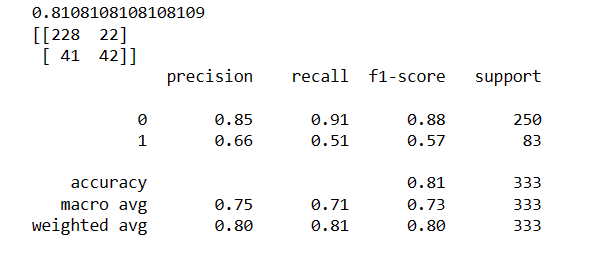 0.8108108108108109
[[228  22]
 [ 41  42]]
              precision    recall  f1-score   support

           0       0.85      0.91      0.88       250
           1       0.66      0.51      0.57        83

    accuracy                           0.81       333
   macro avg       0.75      0.71      0.73       333
weighted avg       0.80      0.81      0.80       333